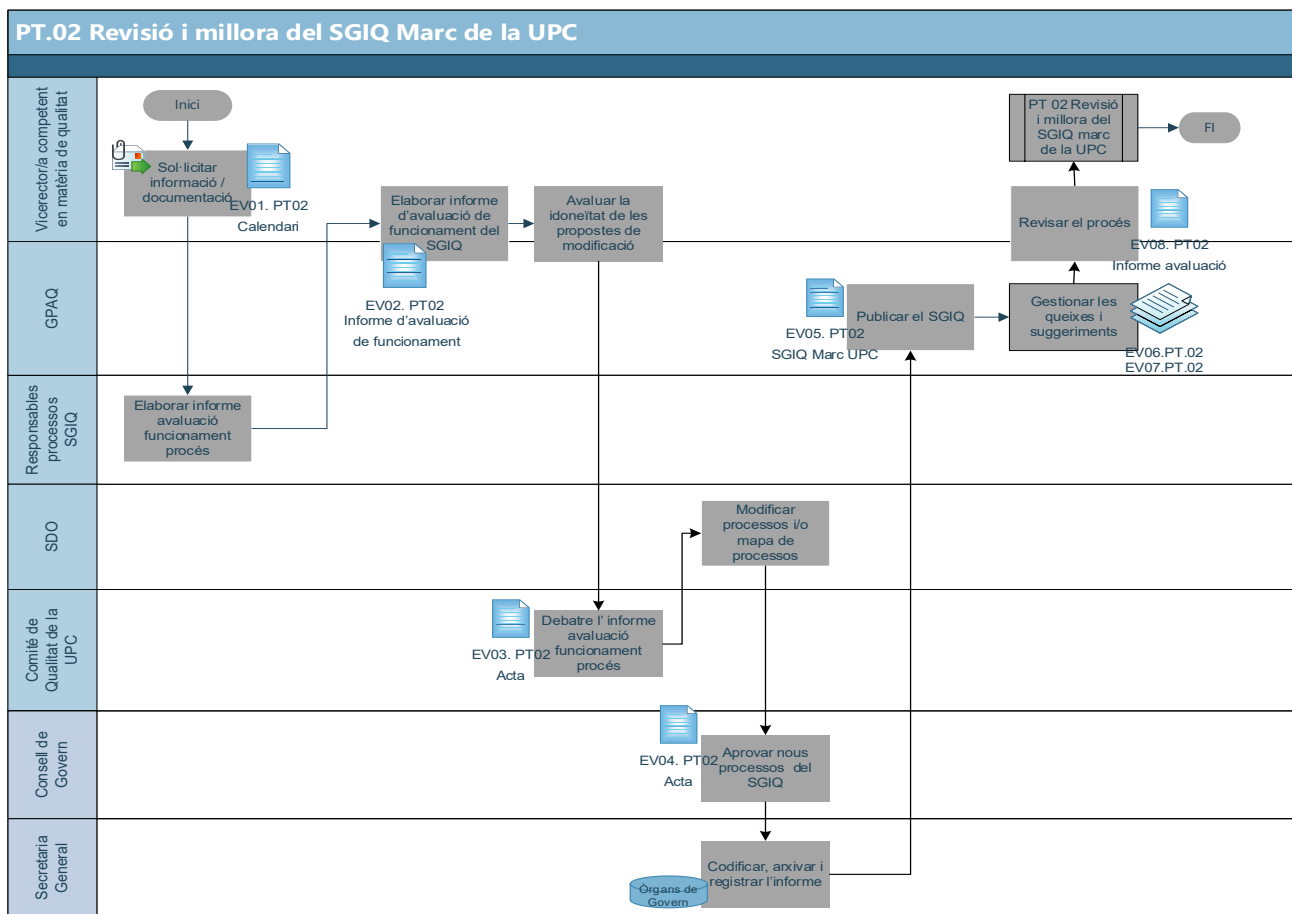 PT.02 Revisió i millora del SGIQ Marc de la UPC
Vicerector/a competent
en matèria de qualitat
Inici
Sol·licitar
informació /
documentació
EV01. PT02
Calendari
Elaborar informe
d'avaluació de
funcionament del
SGIQ
Avaluar la
idoneïtat de les
propostes de
modificació
PT 02 Revisió
i millora del
SGIQ marc
de la UPC
FI
Revisar el procés
EV08. PT02
Informe avaluació
GPAQ
EV02. PT02
Informe d'avaluació
de funcionament
EV05. PT02
SGIQ Marc UPC
Publicar el SGIQ
Gestionar les
queixes i
suggeriments
EV06.PT.02
EV07.PT.02
Responsables
processos
SGIQ
Elaborar informe
avaluació
funcionament
procés
SDO
Modificar
processos i/o
mapa de
processos
Comité de
Qualitat de la
UPC
EV03. PT02
Acta
Debatre l' informe
avaluació
funcionament
procés
Consell de
Govern
EV04. PT02
Acta
Aprovar nous
processos del
SGIQ
Secretaria
General
Òrgans de
Govern
Codificar, arxivar i
registrar l'informe